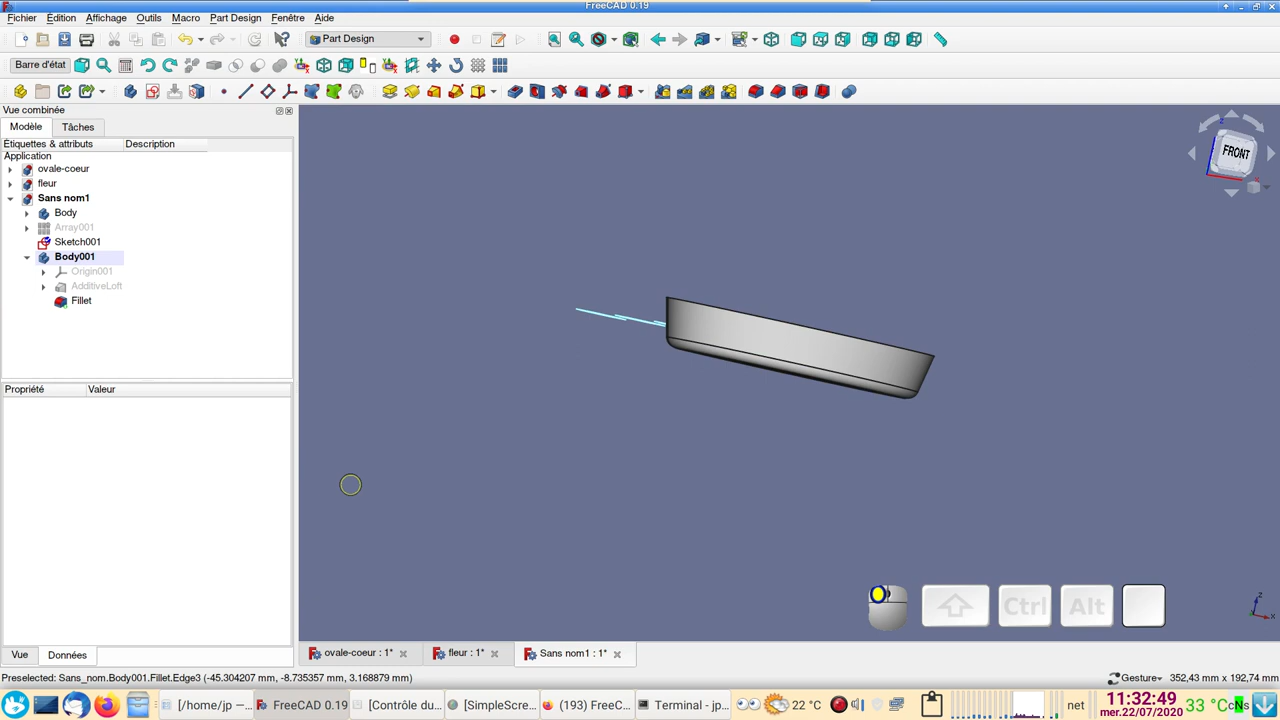 FreeCAD 0.19
Fichier Édition Affichage Outils Macro Part Design Fenêtre Aide
Part Design
Barre d'état
Vue combinée
Modèle Tâches
Étiquettes & attributs Description
Application
ovale-coeur
fleur
Sans nom1
Body
Array001
Sketch001
Body001
Origin001
AdditiveLoft
Fillet
FRONT
Propriété Valeur
Ctrl Alt
Vue Données
ovale-coeur : 1* fleur : 1* Sans nom1 : 1*
Preselected: Sans_nom.Body001.Fillet.Edge3 (-45.304207 mm, -8.735357 mm, 3.168879 mm) Gesture 352,43 mm x 192,74 mm
[/home/jp —... FreeCAD 0.19 [Contrôle du... [SimpleScre... (193) FreeC... Terminal - jp... 22 °C net 11:32:49 mer.22/07/2020 33 °C